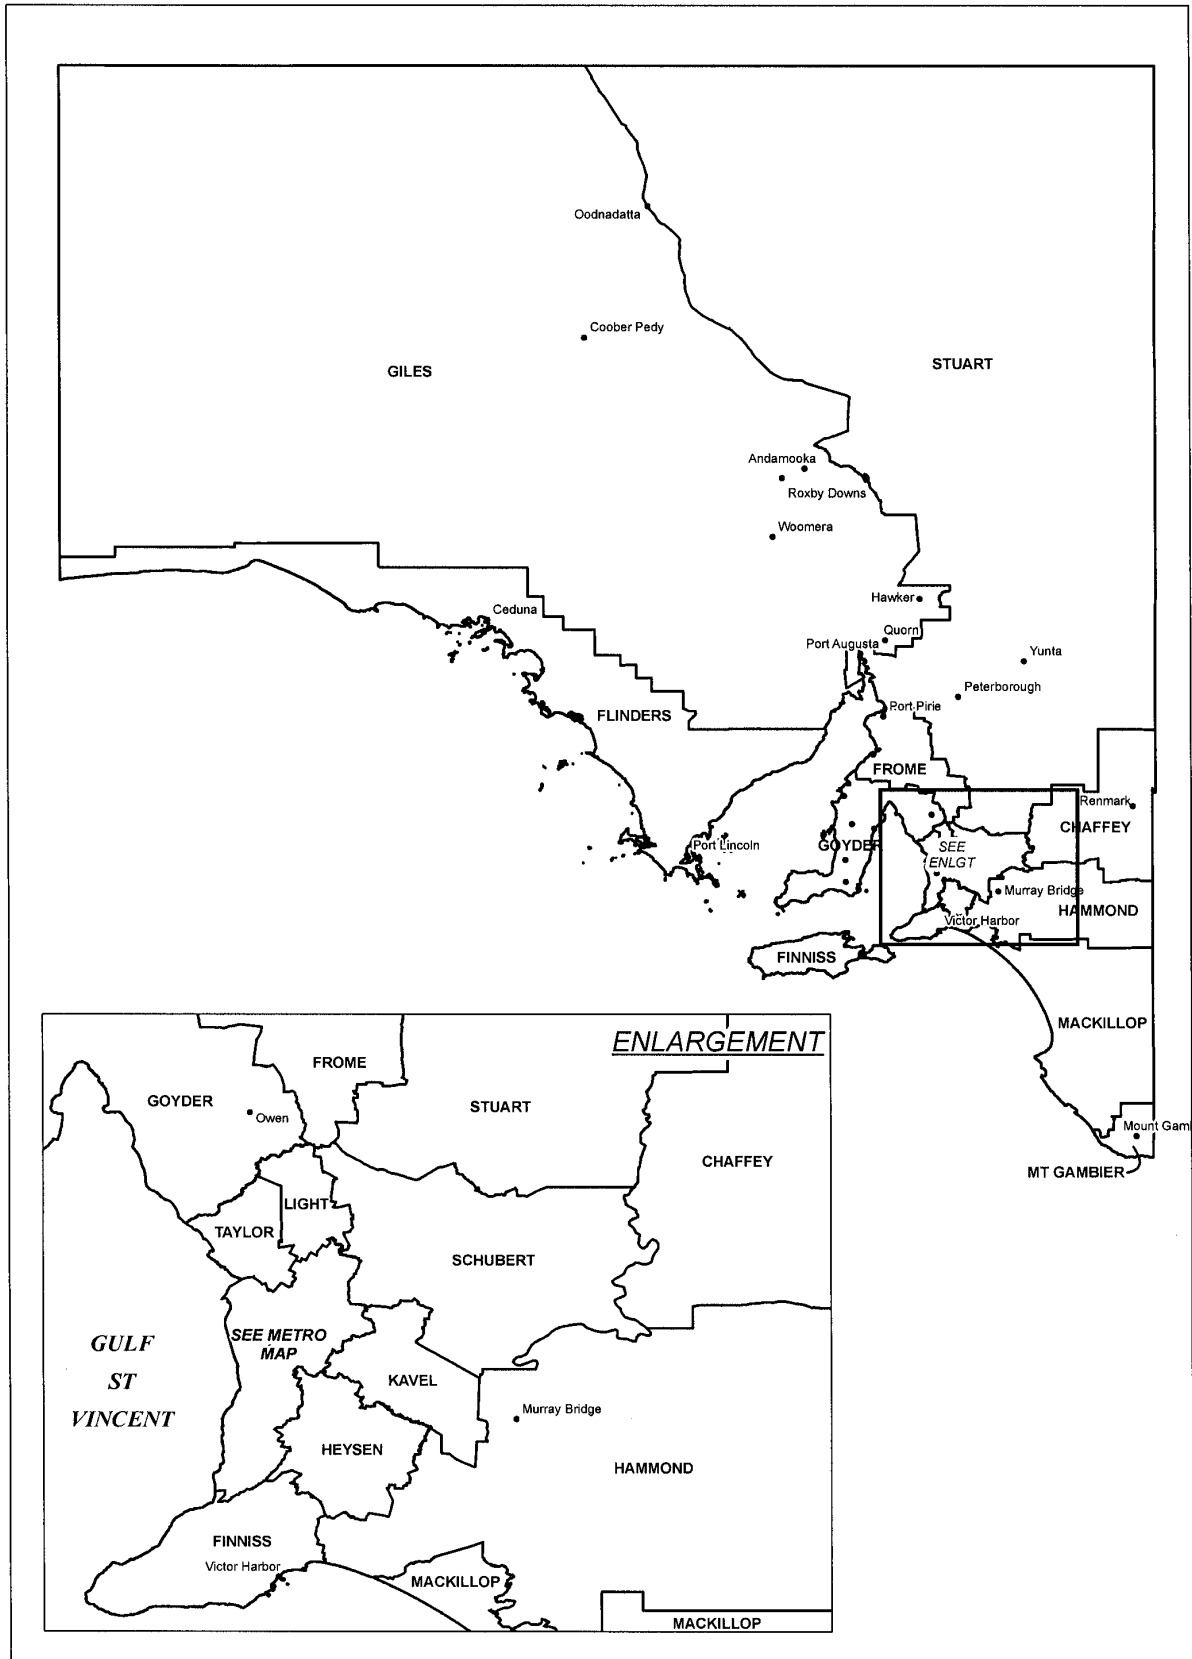 Oodnadatta
Coober Pedy
GILES
STUART
Andamooka
Roxby Downs
Woomera
Hawker
Ceduna
Quorn
Port Augusta
Yunta
Peterborough
Port Pirie
FLINDERS
FROME
Renmark
CHAFFEY
Port Lincoln
GOYDER
SEE
ENLGT
Murray Bridge
HAMMOND
Victor Harbor
FINNISS
MACKILLOP
Mount Gam
MT GAMBIER
ENLARGEMENT
FROME
GOYDER
Owen
STUART
CHAFFEY
LIGHT
TAYLOR
SCHUBERT
SEE METRO
MAP
GULF
ST
VINCENT
KAVEL
Murray Bridge
HEYSEN
HAMMOND
FINNISS
Victor Harbor
MACKILLOP
MACKILLOP